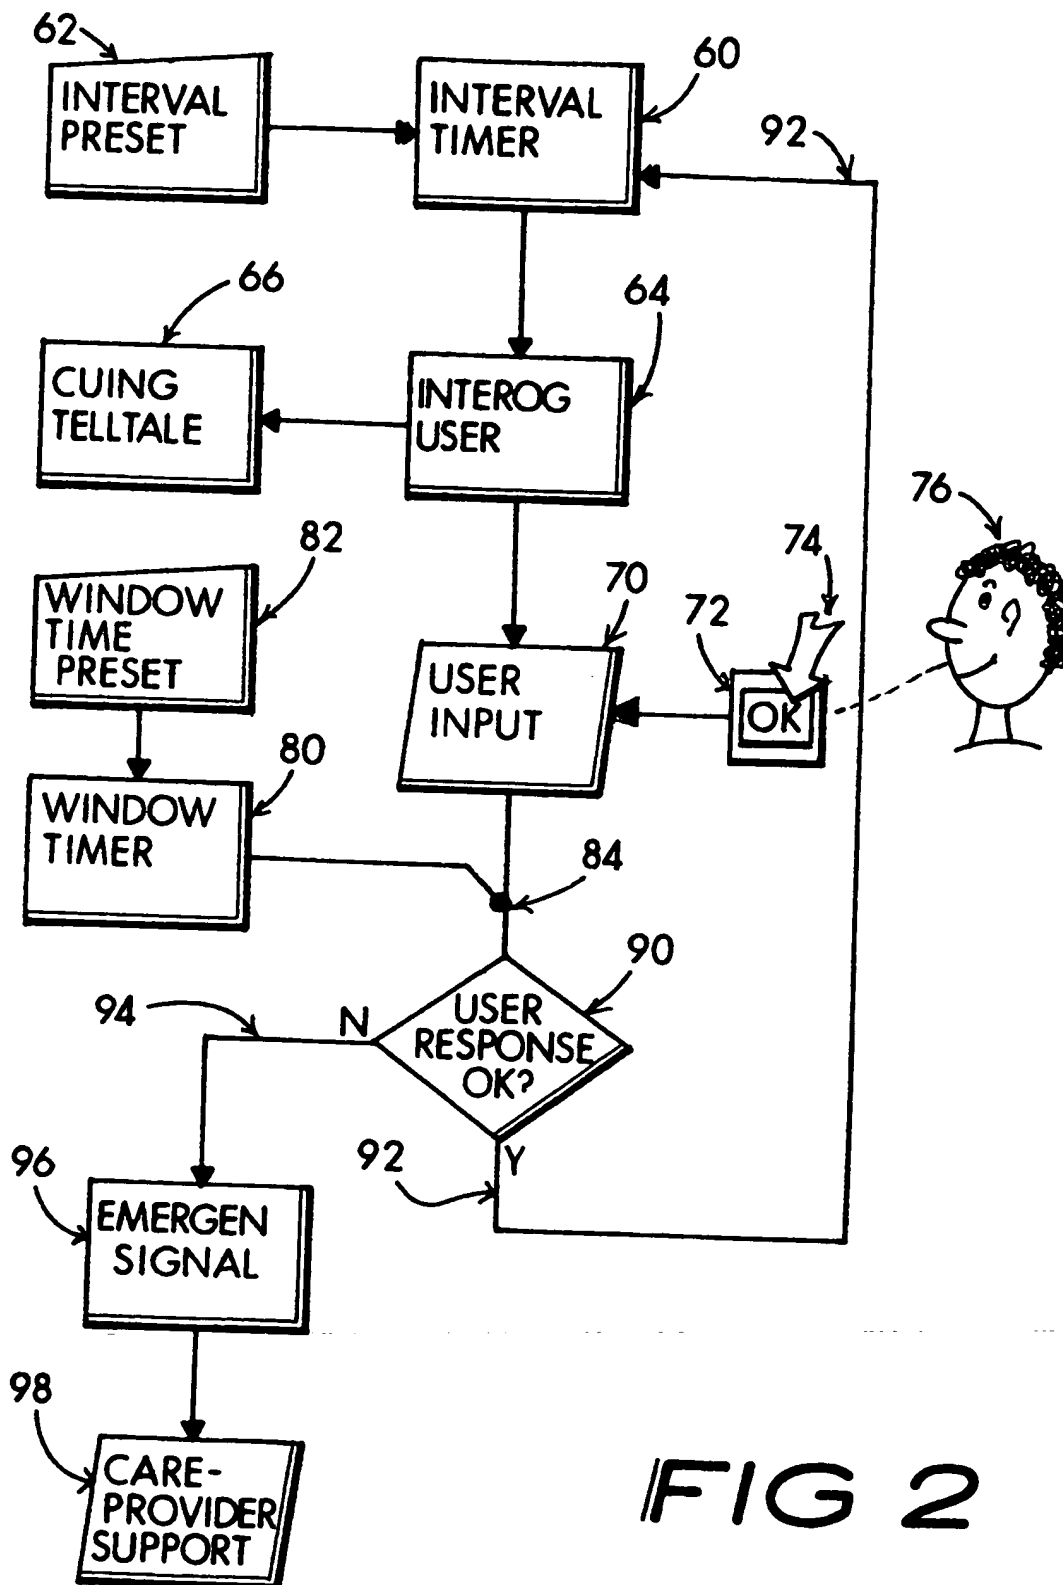 62
INTERVAL
PRESET
INTERVAL
TIMER
60
92
66
CUING
TELLTALE
INTEROG
USER
64
82
WINDOW
TIME
PRESET
70
USER
INPUT
72
74
OK
76
80
WINDOW
TIMER
84
90
USER
RESPONSE
OK?
N
94
Y
92
96
EMERGEN
SIGNAL
98
CARE-
PROVIDER
SUPPORT
FIG 2